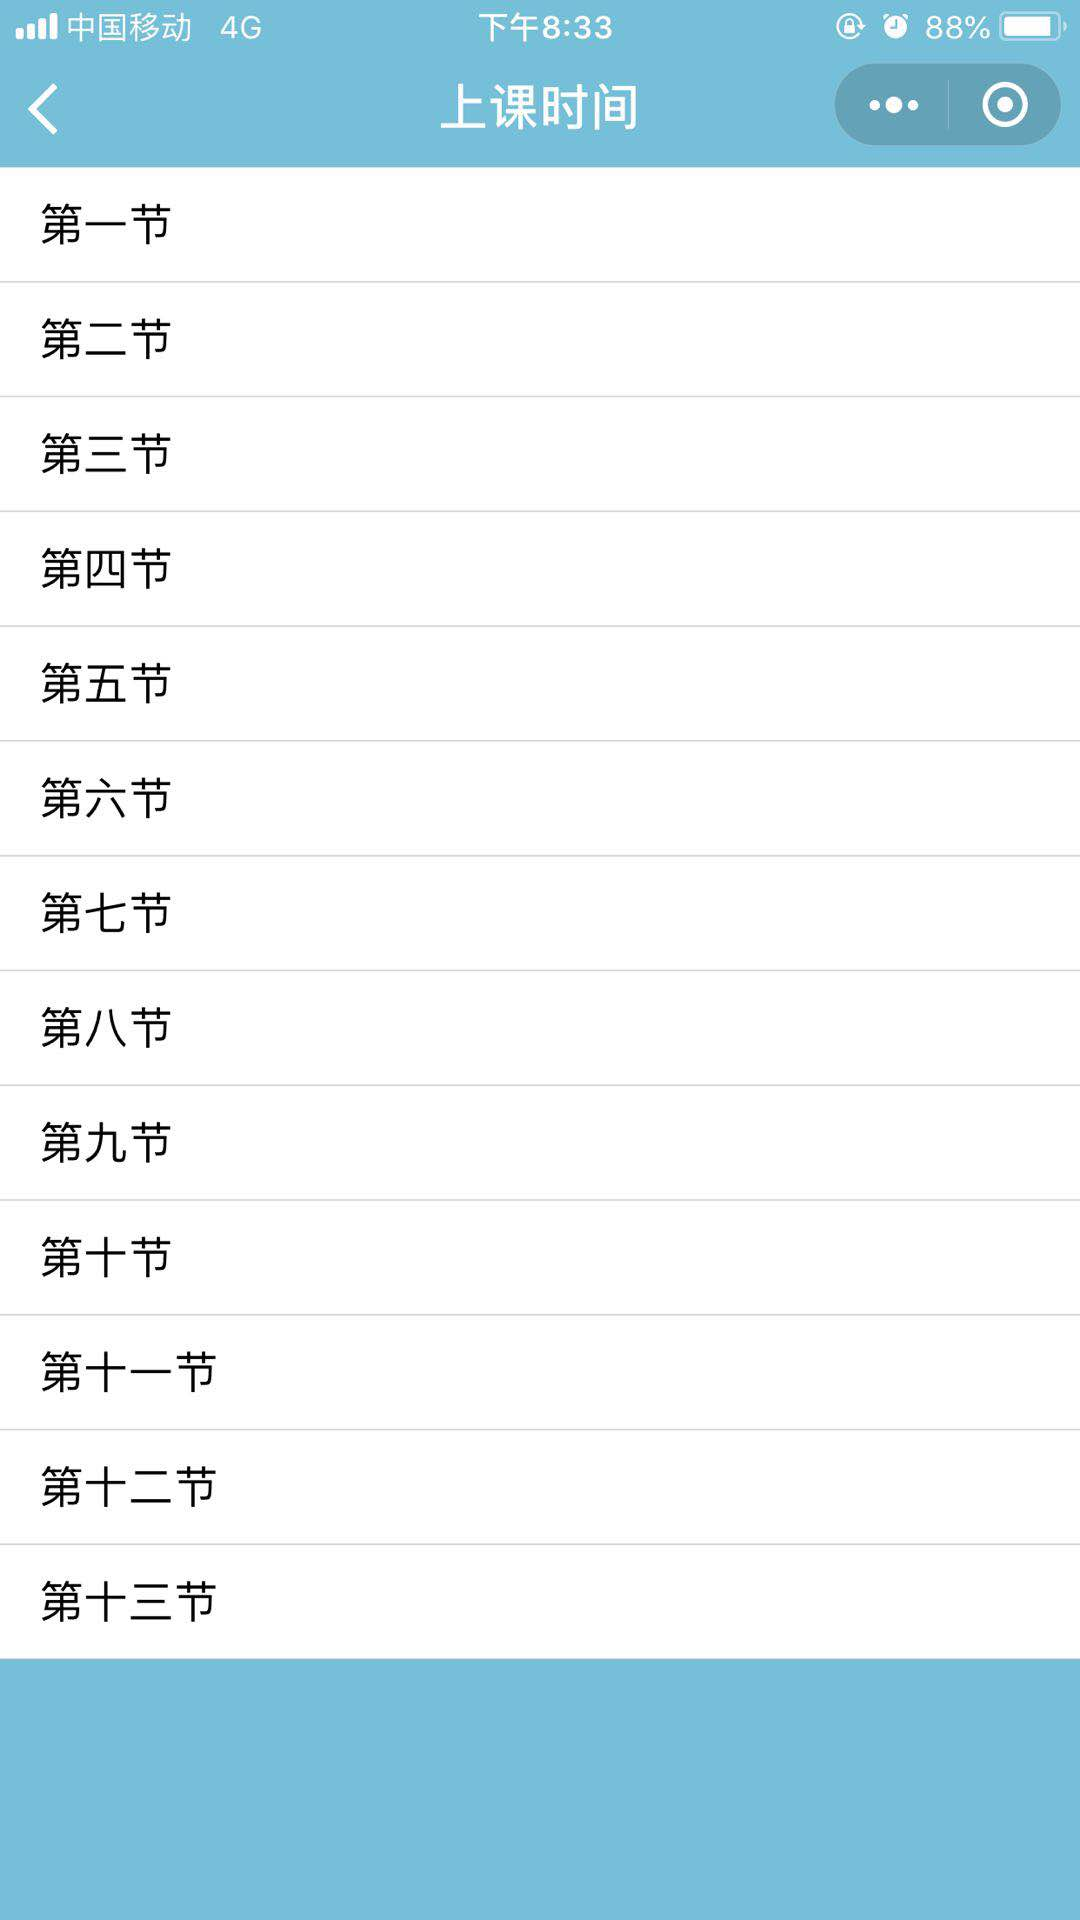 中国移动 4G 下午8:33 88%
上课时间
第一节
第二节
第三节
第四节
第五节
第六节
第七节
第八节
第九节
第十节
第十一节
第十二节
第十三节